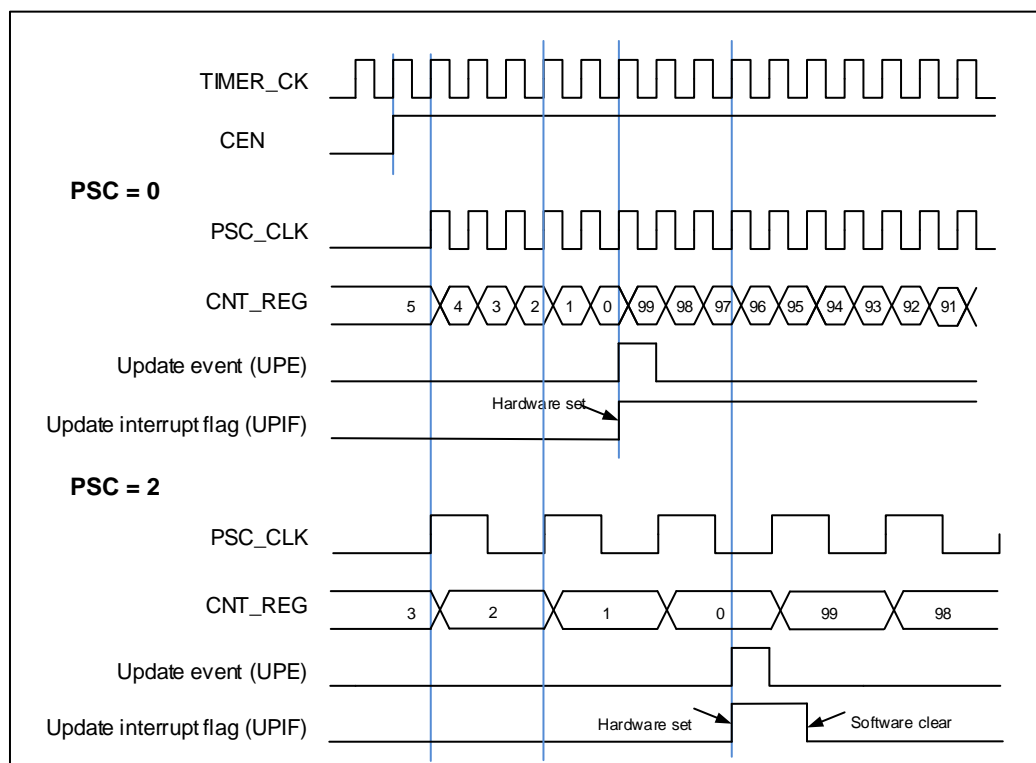 TIMER_CK
CEN
PSC = 0
PSC_CLK
CNT_REG 5 4 3 2 1 0 99 98 97 96 95 94 93 92 91
Update event (UPE)
Hardware set
Update interrupt flag (UPIF)
PSC = 2
PSC_CLK
CNT_REG 3 2 1 0 99 98
Update event (UPE)
Update interrupt flag (UPIF) Hardware set Software clear